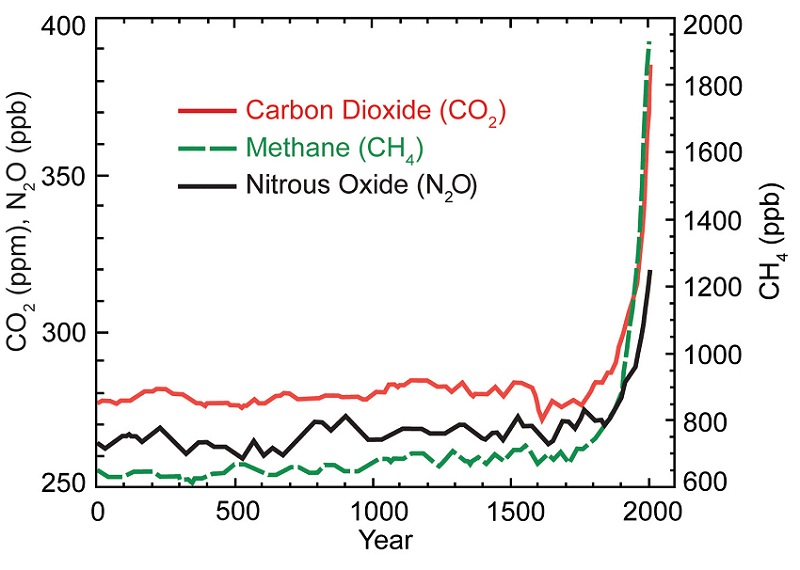 400
350
300
250
CO₂ (ppm), N₂O (ppb)
Carbon Dioxide (CO₂)
Methane (CH₄)
Nitrous Oxide (N₂O)
2000
1800
1600
1400
1200
1000
800
600
CH₄ (ppb)
0 500 1000 1500 2000
Year